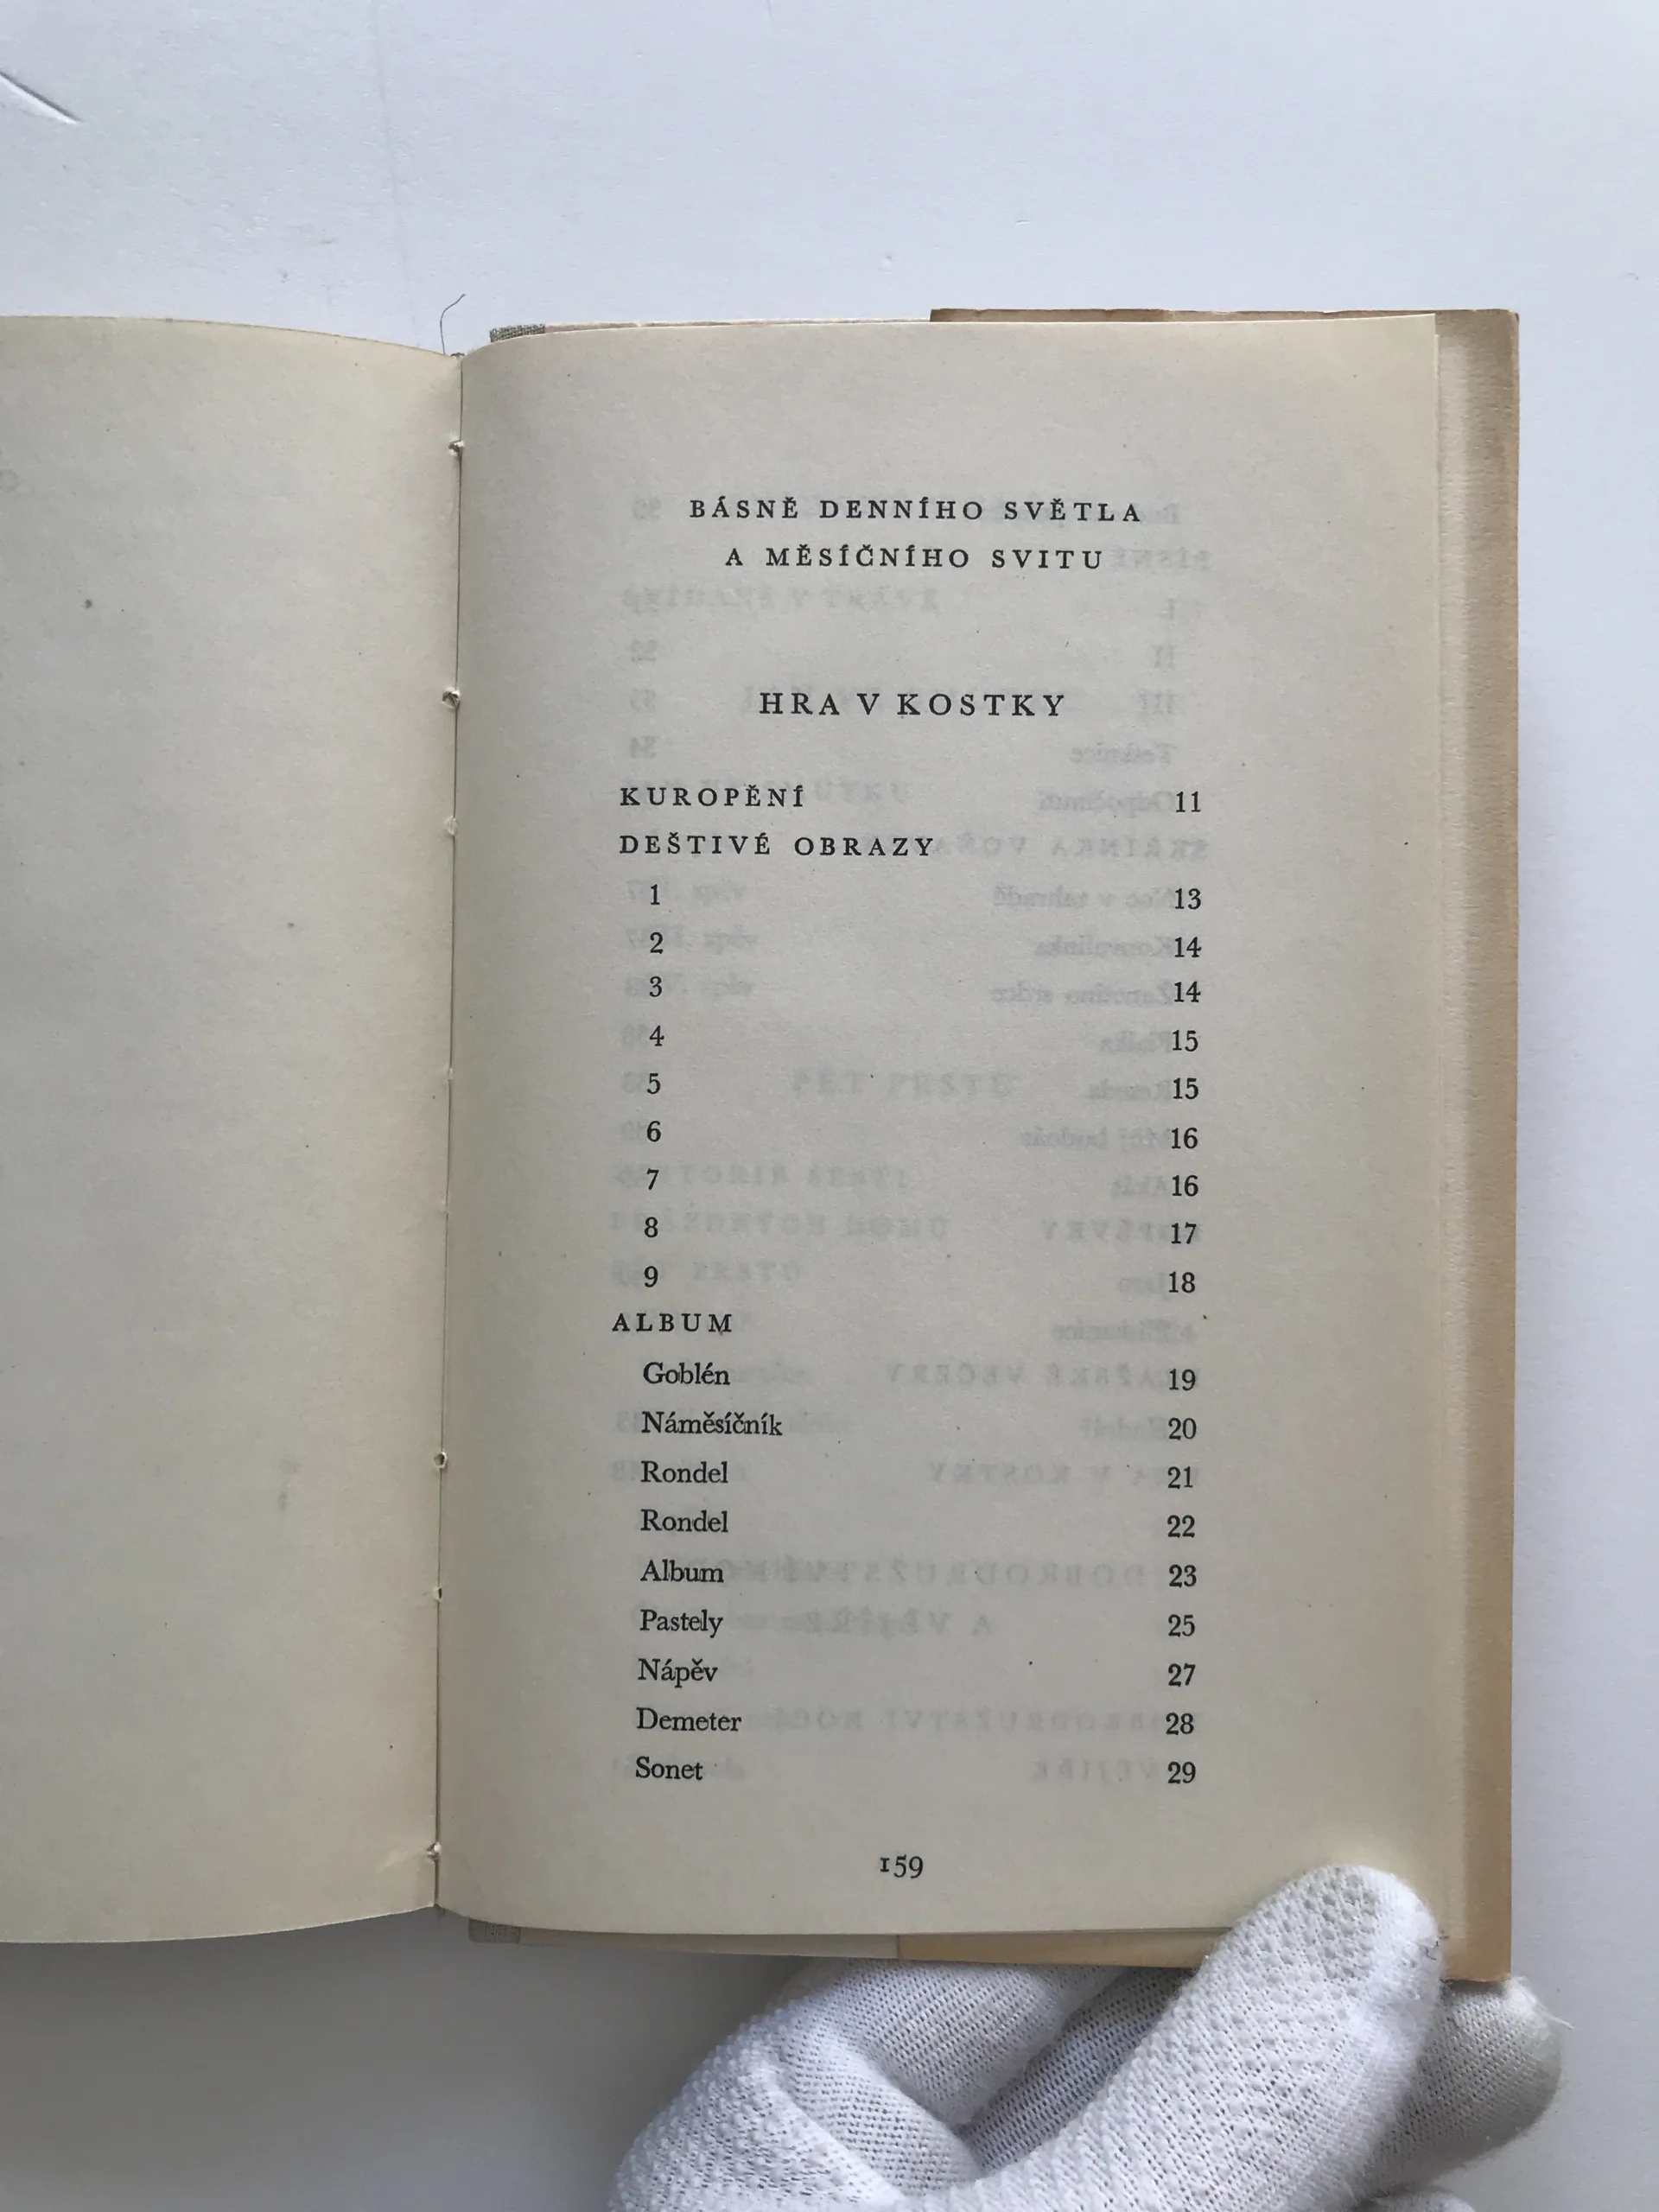 BÁSNĚ DENNÍHO SVĚTLA
A MĚSÍČNÍHO SVITU
HRA V KOSTKY
KUROPĚNÍ 11
DEŠTIVÉ OBRAZY
1 13
2 14
3 14
4 15
5 15
6 16
7 16
8 17
9 18
ALBUM
Goblén 19
Náměsíčník 20
Rondel 21
Rondel 22
Album 23
Pastely 25
Nápěv 27
Demeter 28
Sonet 29
159